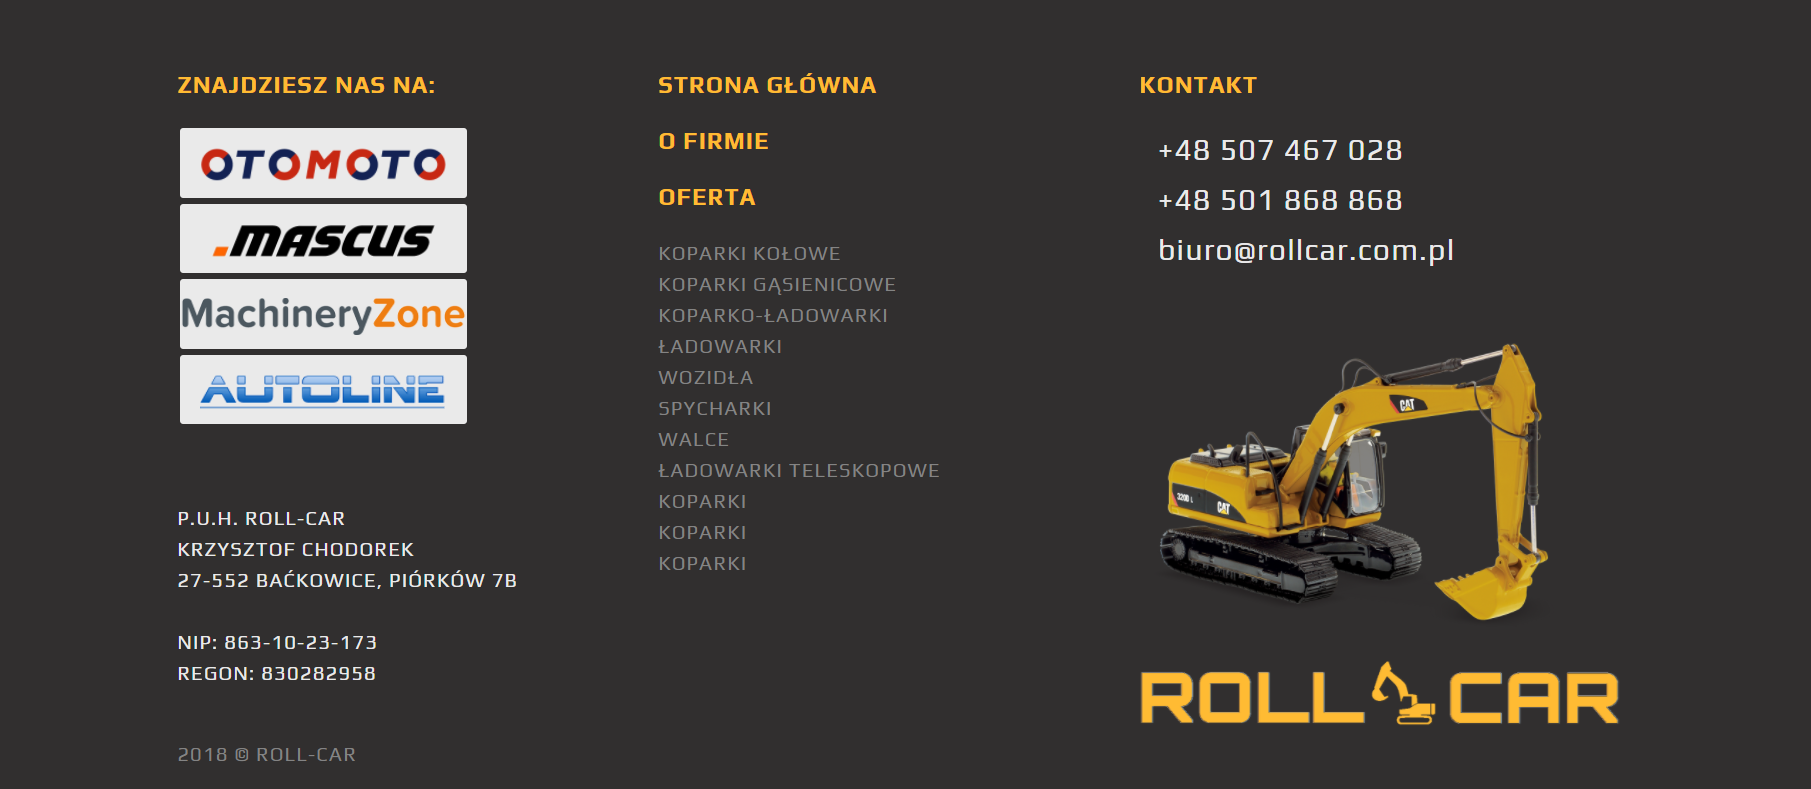 ZNAJDZIESZ NAS NA:
OTOMOTO
.MASCUS
MachineryZone
AUTOLINE
P.U.H. ROLL-CAR
KRZYSZTOF CHODOREK
27-552 BAĆKOWICE, PIÓRKÓW 7B
NIP: 863-10-23-173
REGON: 830282958
2018 © ROLL-CAR
STRONA GŁÓWNA
O FIRMIE
OFERTA
KOPARKI KOŁOWE
KOPARKI GĄSIENICOWE
KOPARKO-ŁADOWARKI
ŁADOWARKI
WOZIDŁA
SPYCHARKI
WALCE
ŁADOWARKI TELESKOPOWE
KOPARKI
KOPARKI
KOPARKI
KONTAKT
+48 507 467 028
+48 501 868 868
biuro@rollcar.com.pl
CAT
320D L
CAT
ROLL CAR